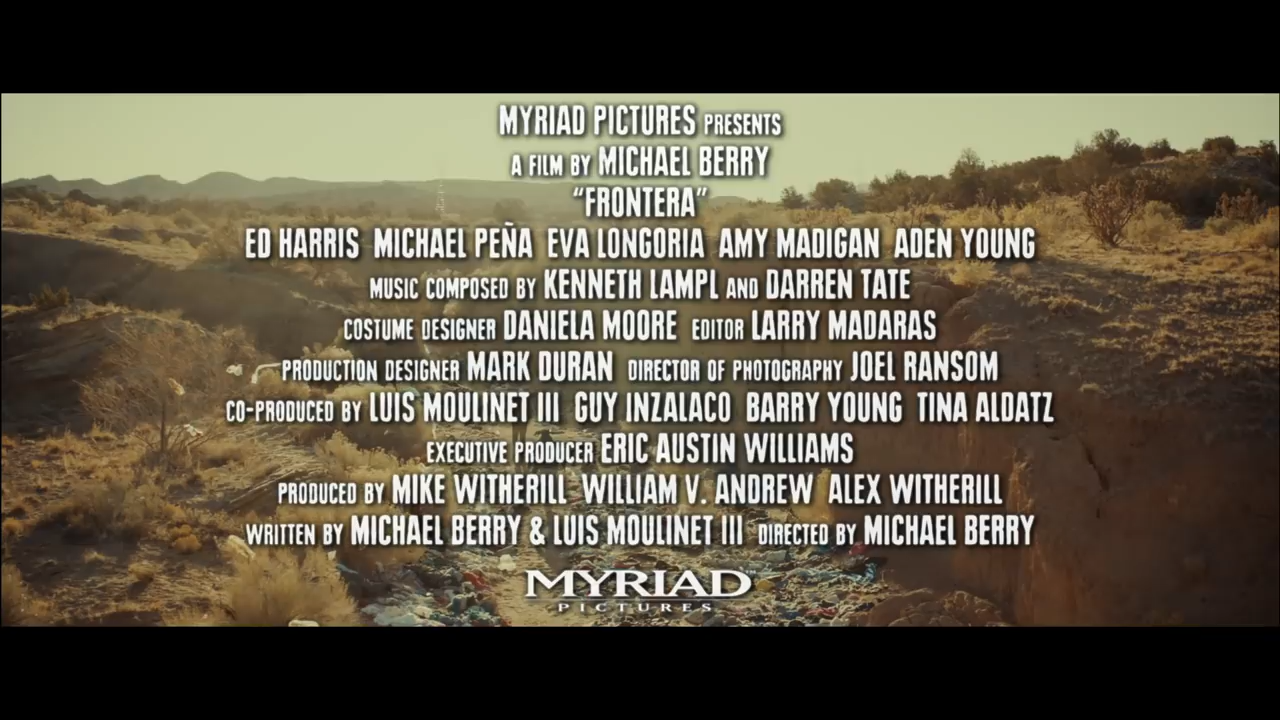 MYRIAD PICTURES PRESENTS
A FILM BY MICHAEL BERRY
“FRONTERA”
ED HARRIS MICHAEL PEÑA EVA LONGORIA AMY MADIGAN ADEN YOUNG
MUSIC COMPOSED BY KENNETH LAMPL AND DARREN TATE
COSTUME DESIGNER DANIELA MOORE EDITOR LARRY MADARAS
PRODUCTION DESIGNER MARK DURAN DIRECTOR OF PHOTOGRAPHY JOEL RANSOM
CO-PRODUCED BY LUIS MOULINET III GUY INZALACO BARRY YOUNG TINA ALDATZ
EXECUTIVE PRODUCER ERIC AUSTIN WILLIAMS
PRODUCED BY MIKE WITHERILL WILLIAM V. ANDREW ALEX WITHERILL
WRITTEN BY MICHAEL BERRY & LUIS MOULINET III DIRECTED BY MICHAEL BERRY
MYRIAD™
PICTURES